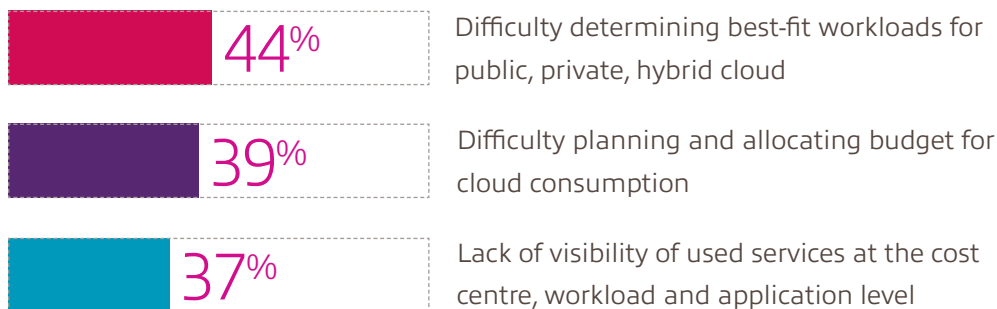 44%
Difficulty determining best-fit workloads for
public, private, hybrid cloud
39%
Difficulty planning and allocating budget for
cloud consumption
37%
Lack of visibility of used services at the cost
centre, workload and application level